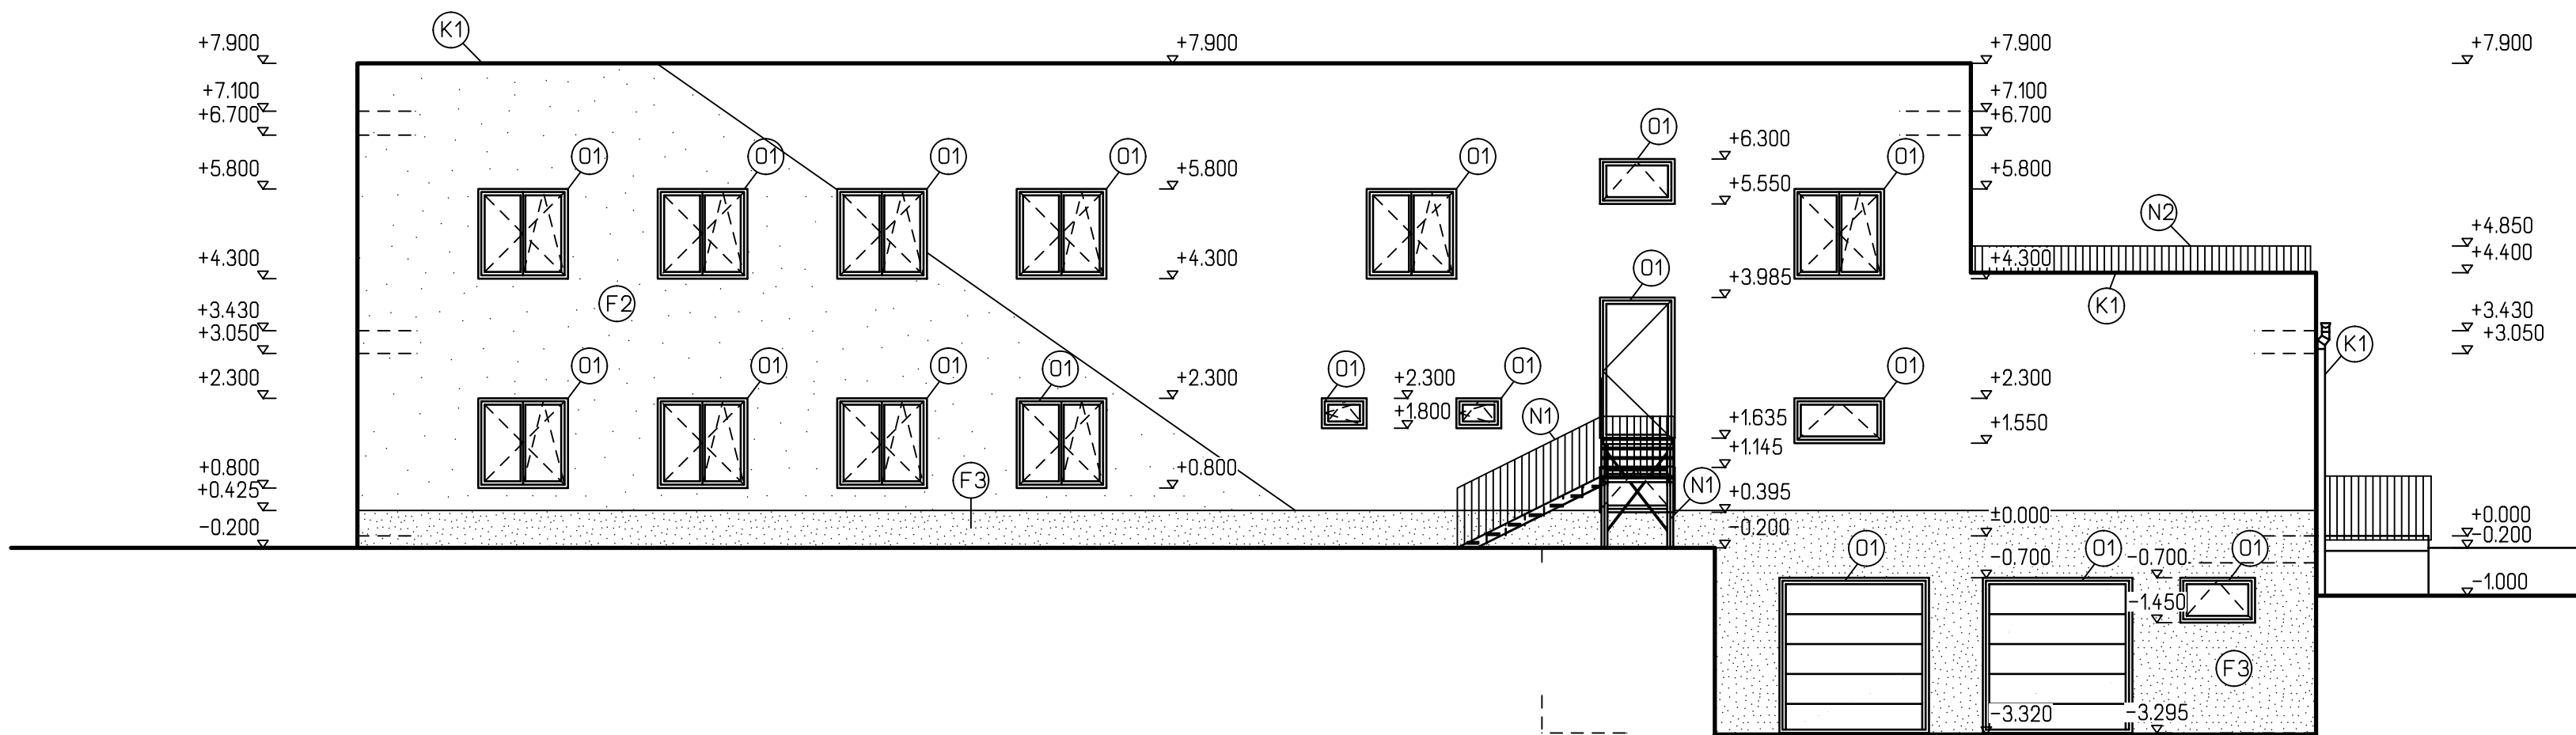 K1
+7.900
+7.900
+7.900
+7.900
+7.100
+6.700
+7.100
+6.700
O1
O1
O1
O1
O1
O1
+6.300
O1
+5.800
+5.800
+5.550
+5.800
N2
+4.850
+4.400
+4.300
+4.300
+4.300
O1
+3.985
F2
K1
+3.430
+3.050
+3.430
+3.050
K1
O1
O1
O1
O1
O1
O1
O1
+2.300
+2.300
+2.300
+2.300
+1.800
N1
+1.635
+1.550
+1.145
+0.800
+0.800
F3
N1
+0.425
+0.395
-0.200
-0.200
±0.000
+0.000
-0.200
O1
-0.700
O1
-0.700
O1
-1.000
-1.450
F3
-3.320
-3.295